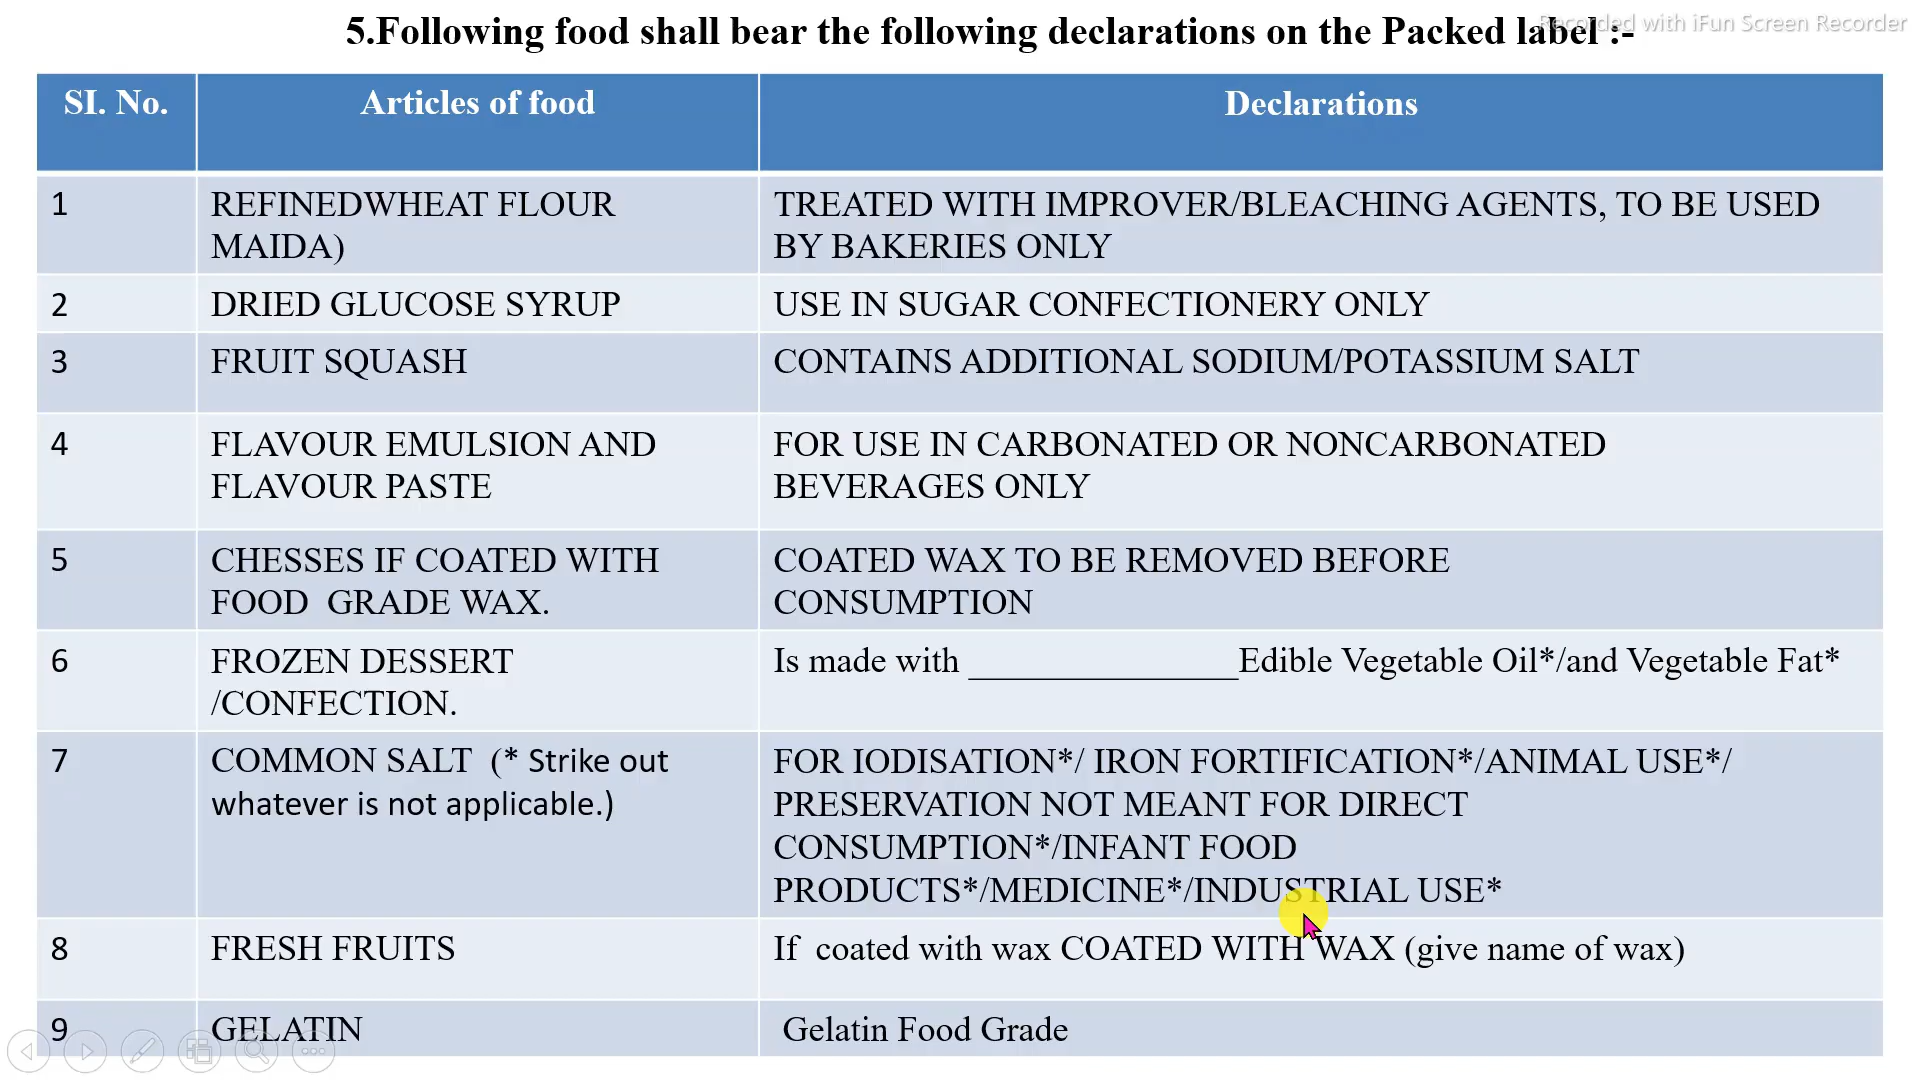 Recorded with iFun Screen Recorder
5.Following food shall bear the following declarations on the Packed label :-
SI. No.
Articles of food
Declarations
1
REFINEDWHEAT FLOUR
MAIDA)
TREATED WITH IMPROVER/BLEACHING AGENTS, TO BE USED
BY BAKERIES ONLY
2
DRIED GLUCOSE SYRUP
USE IN SUGAR CONFECTIONERY ONLY
3
FRUIT SQUASH
CONTAINS ADDITIONAL SODIUM/POTASSIUM SALT
4
FLAVOUR EMULSION AND
FLAVOUR PASTE
FOR USE IN CARBONATED OR NONCARBONATED
BEVERAGES ONLY
5
CHESSES IF COATED WITH
FOOD  GRADE WAX.
COATED WAX TO BE REMOVED BEFORE
CONSUMPTION
6
FROZEN DESSERT
/CONFECTION.
Is made with _______________Edible Vegetable Oil*/and Vegetable Fat*
7
COMMON SALT  (* Strike out
whatever is not applicable.)
FOR IODISATION*/ IRON FORTIFICATION*/ANIMAL USE*/
PRESERVATION NOT MEANT FOR DIRECT
CONSUMPTION*/INFANT FOOD
PRODUCTS*/MEDICINE*/INDUSTRIAL USE*
8
FRESH FRUITS
If  coated with wax COATED WITH WAX (give name of wax)
9
GELATIN
Gelatin Food Grade